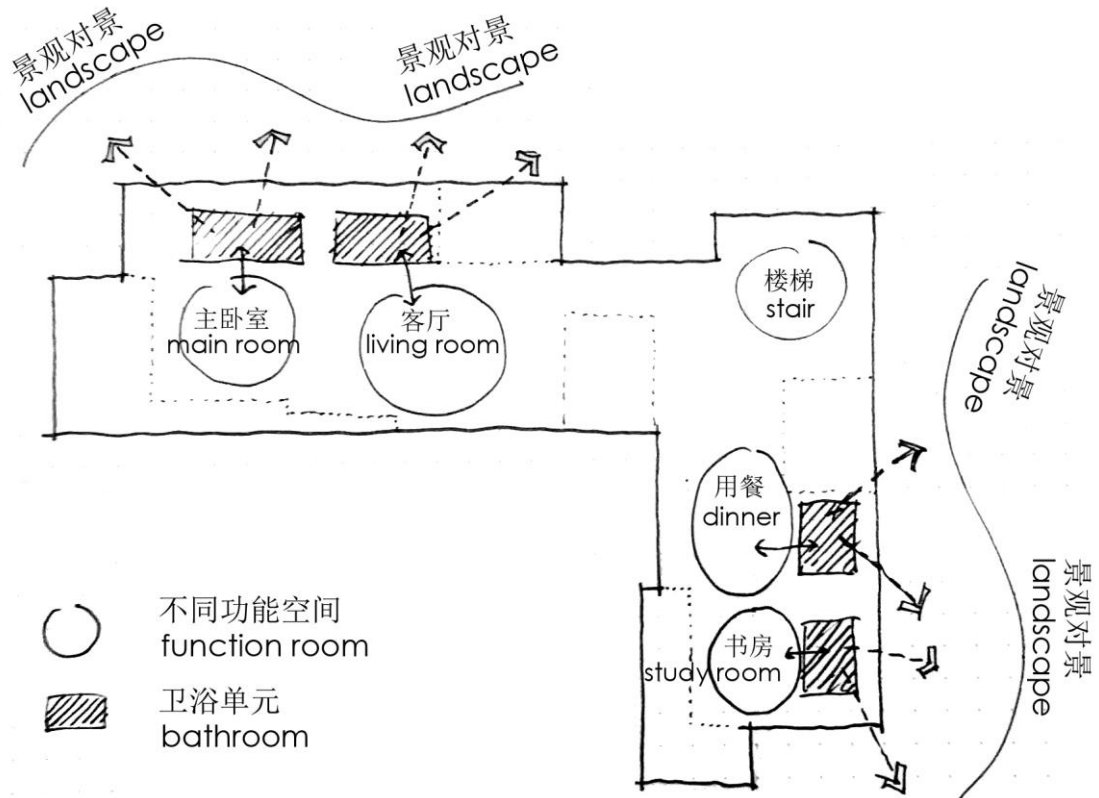 景观对景
landscape
景观对景
landscape
主卧室
main room
客厅
living room
楼梯
stair
景观对景
landscape
用餐
dinner
书房
study room
景观对景
landscape
不同功能空间
function room
卫浴单元
bathroom